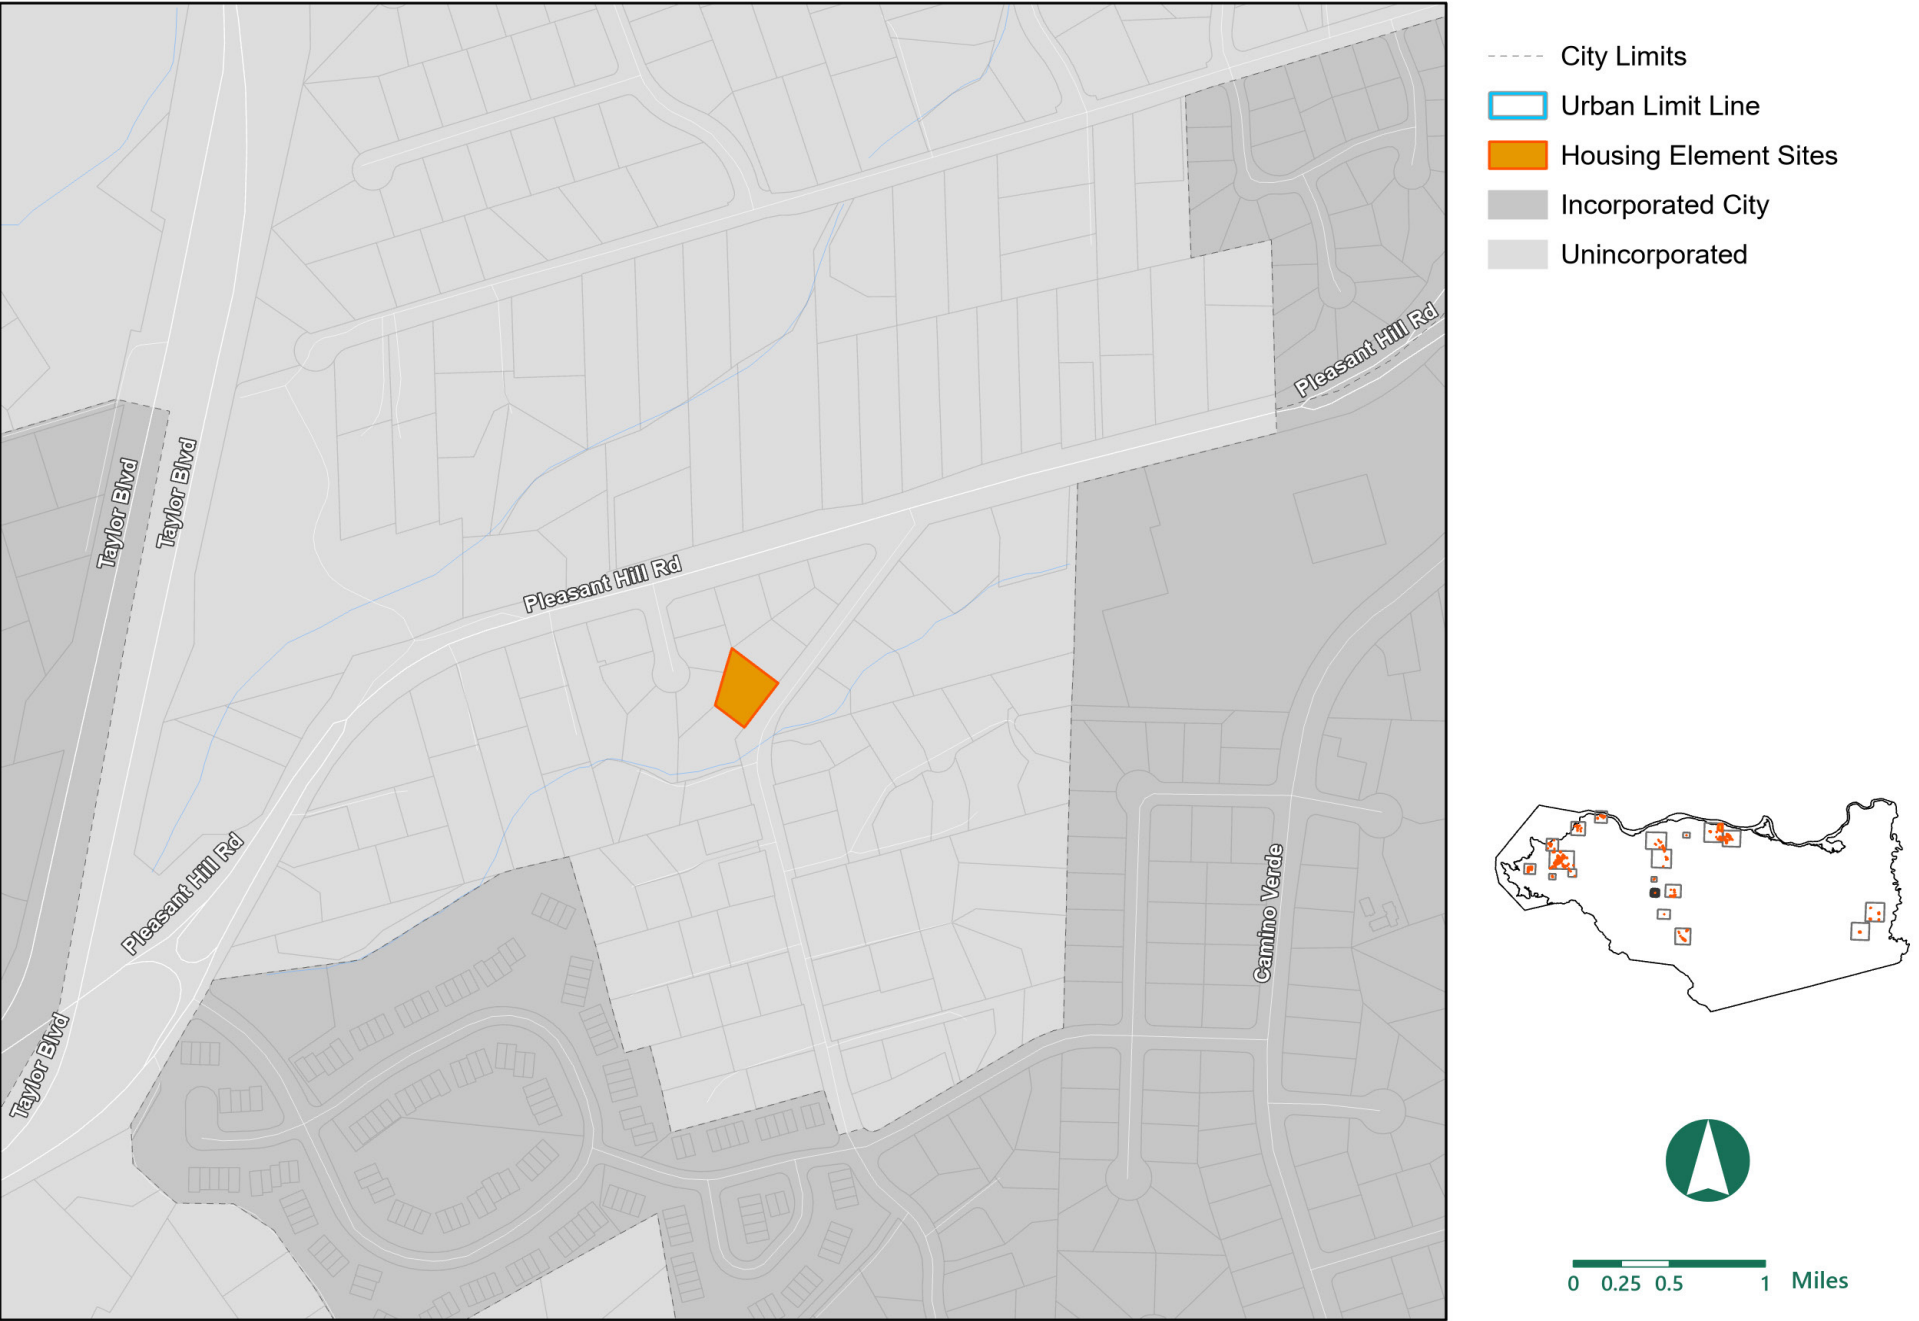 City Limits
Urban Limit Line
Housing Element Sites
Incorporated City
Unincorporated
Pleasant Hill Rd
Taylor Blvd
Taylor Blvd
Pleasant Hill Rd
Pleasant Hill Rd
Camino Verde
Taylor Blvd
0 0.25 0.5 1 Miles